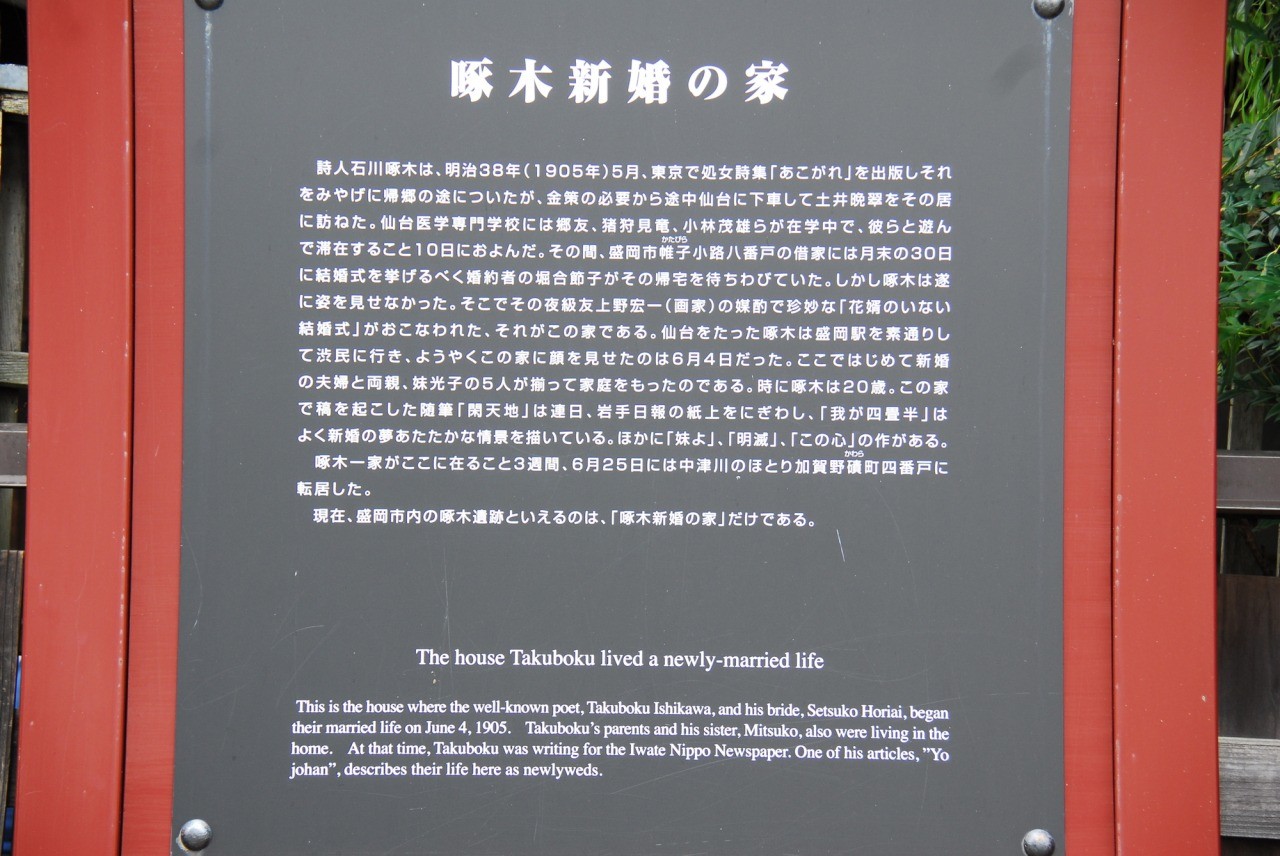 啄木新婚の家
詩人石川啄木は、明治38年(1905年)5月、東京で処女詩集「あこがれ」を出版しそれ
をみやげに帰郷の途についたが、金策の必要から途中仙台に下車して土井晩翠をその居
に訪ねた。仙台医学専門学校には郷友、猪狩見竜、小林茂雄らが在学中で、彼らと遊ん
かたびら
で滞在すること10日におよんだ。その間、盛岡市帷子小路八番戸の借家には月末の30日
に結婚式を挙げるべく婚約者の堀合節子がその帰宅を待ちわびていた。しかし啄木は遂
に姿を見せなかった。そこでその夜級友上野宏一(画家)の媒酌で珍妙な「花婿のいない
結婚式」がおこなわれた、それがこの家である。仙台をたった啄木は盛岡駅を素通りし
て渋民に行き、ようやくこの家に顔を見せたのは6月4日だった。ここではじめて新婚
の夫婦と両親、妹光子の5人が揃って家庭をもったのである。時に啄木は20歳。この家
で稿を起こした随筆「閑天地」は連日、岩手日報の紙上をにぎわし、「我が四畳半」は
よく新婚の夢あたたかな情景を描いている。ほかに「妹よ」、「明滅」、「この心」の作がある。
かわら
啄木一家がここに在ること3週間、6月25日には中津川のほとり加賀野磧町四番戸に
転居した。
現在、盛岡市内の啄木遺跡といえるのは、「啄木新婚の家」だけである。
The house Takuboku lived a newly-married life
This is the house where the well-known poet, Takuboku Ishikawa, and his bride, Setsuko Horiai, began
their married life on June 4, 1905. Takuboku's parents and his sister, Mitsuko, also were living in the
home. At that time, Takuboku was writing for the Iwate Nippo Newspaper. One of his articles, ”Yo
johan”, describes their life here as newlyweds.